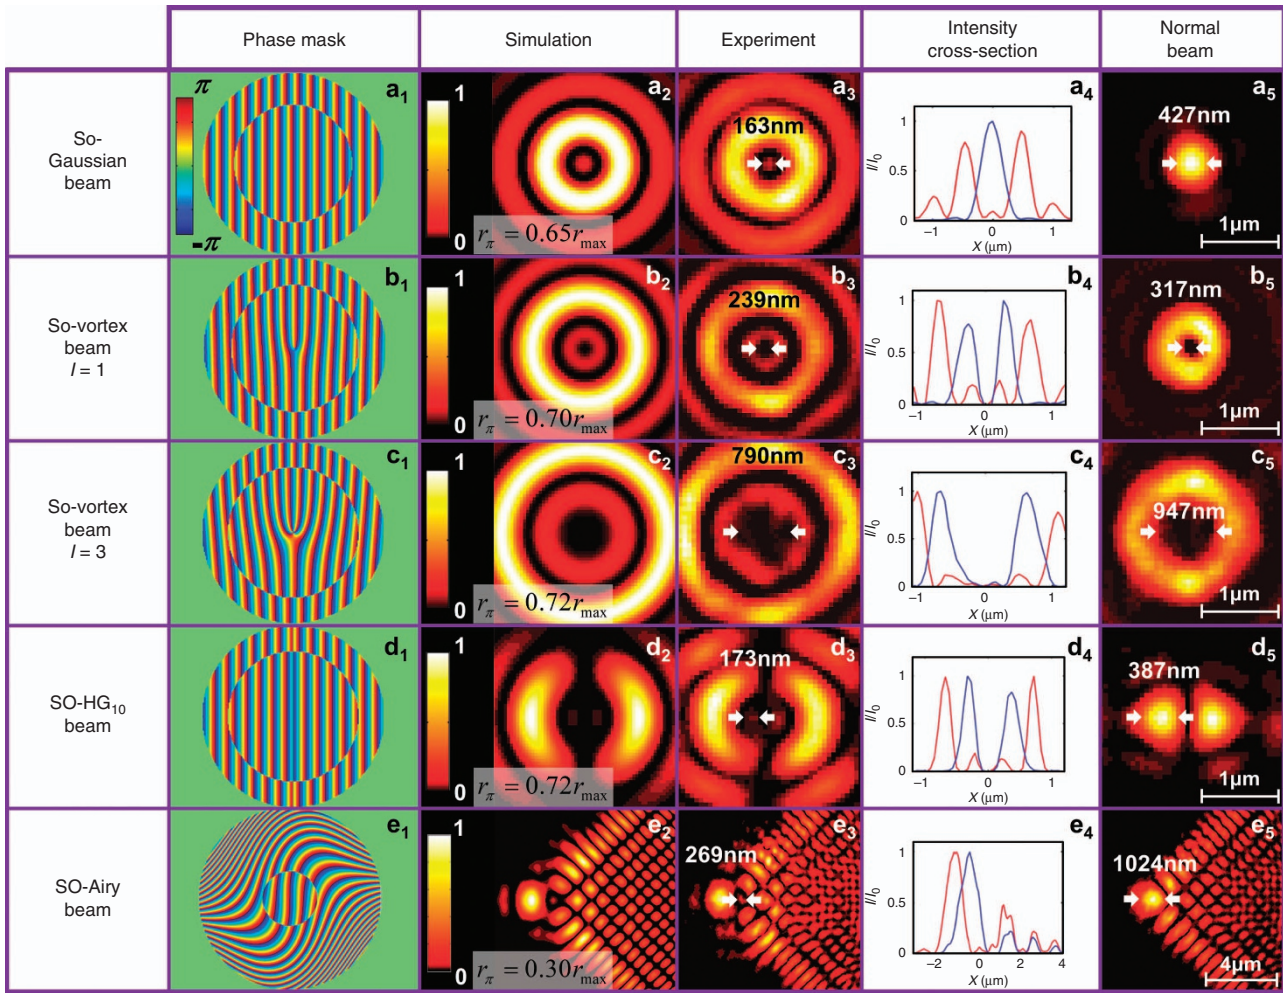 Phase mask
Simulation
Experiment
Intensity
cross-section
Normal
beam
So-
Gaussian
beam
π
-π
a1
1
0
rπ = 0.65rmax
a2
163nm
a3
a4
I/I0
1
0.5
0
−1 0 1
X (μm)
427nm
a5
1μm
So-vortex
beam
l = 1
b1
1
0
rπ = 0.70rmax
b2
239nm
b3
b4
I/I0
1
0.5
0
−1 0 1
X (μm)
317nm
b5
1μm
So-vortex
beam
l = 3
c1
1
0
rπ = 0.72rmax
c2
790nm
c3
c4
I/I0
1
0.5
0
−1 0 1
X (μm)
947nm
c5
1μm
SO-HG10
beam
d1
1
0
rπ = 0.72rmax
d2
173nm
d3
d4
I/I0
1
0.5
0
−1 0 1
X (μm)
387nm
d5
1μm
SO-Airy
beam
e1
1
0
rπ = 0.30rmax
e2
269nm
e3
e4
I/I0
1
0.5
0
−2 0 2 4
X (μm)
1024nm
e5
4μm